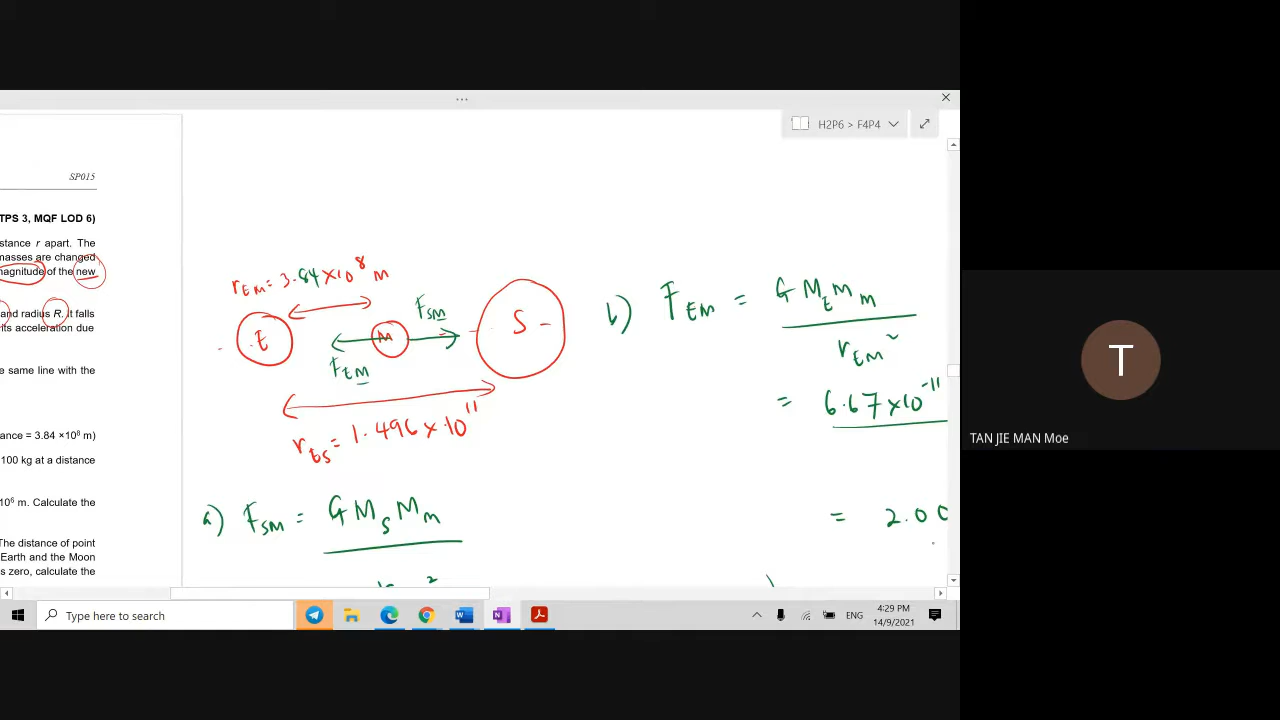 H2P6 > F4P4
SP015
TPS 3, MQF LOD 6)
stance r apart. The
masses are changed
nagnitude of the new
and radius R. It falls
its acceleration due
e same line with the
ance = 3.84 ×10⁸ m)
100 kg at a distance
10⁶ m. Calculate the
The distance of point
Earth and the Moon
s zero, calculate the
r_EM = 3.84 × 10⁸ m
E
M
S
F_SM
F_EM
r_ES = 1.496 × 10¹¹
a) F_SM = G M_S M_m
b) F_EM = G M_E M_m
r_EM²
= 6.67 × 10⁻¹¹
= 2.00
Type here to search
ENG
4:29 PM
14/9/2021
T
TAN JIE MAN Moe